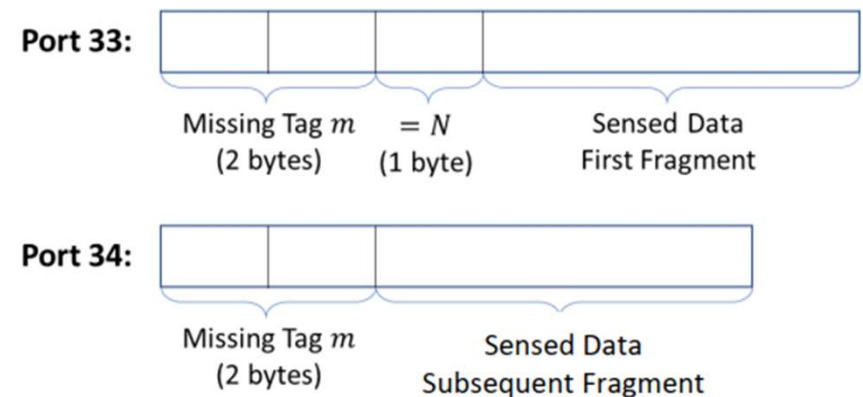 Port 33:
Missing Tag m = N Sensed Data
(2 bytes) (1 byte) First Fragment
Port 34:
Missing Tag m Sensed Data
(2 bytes) Subsequent Fragment